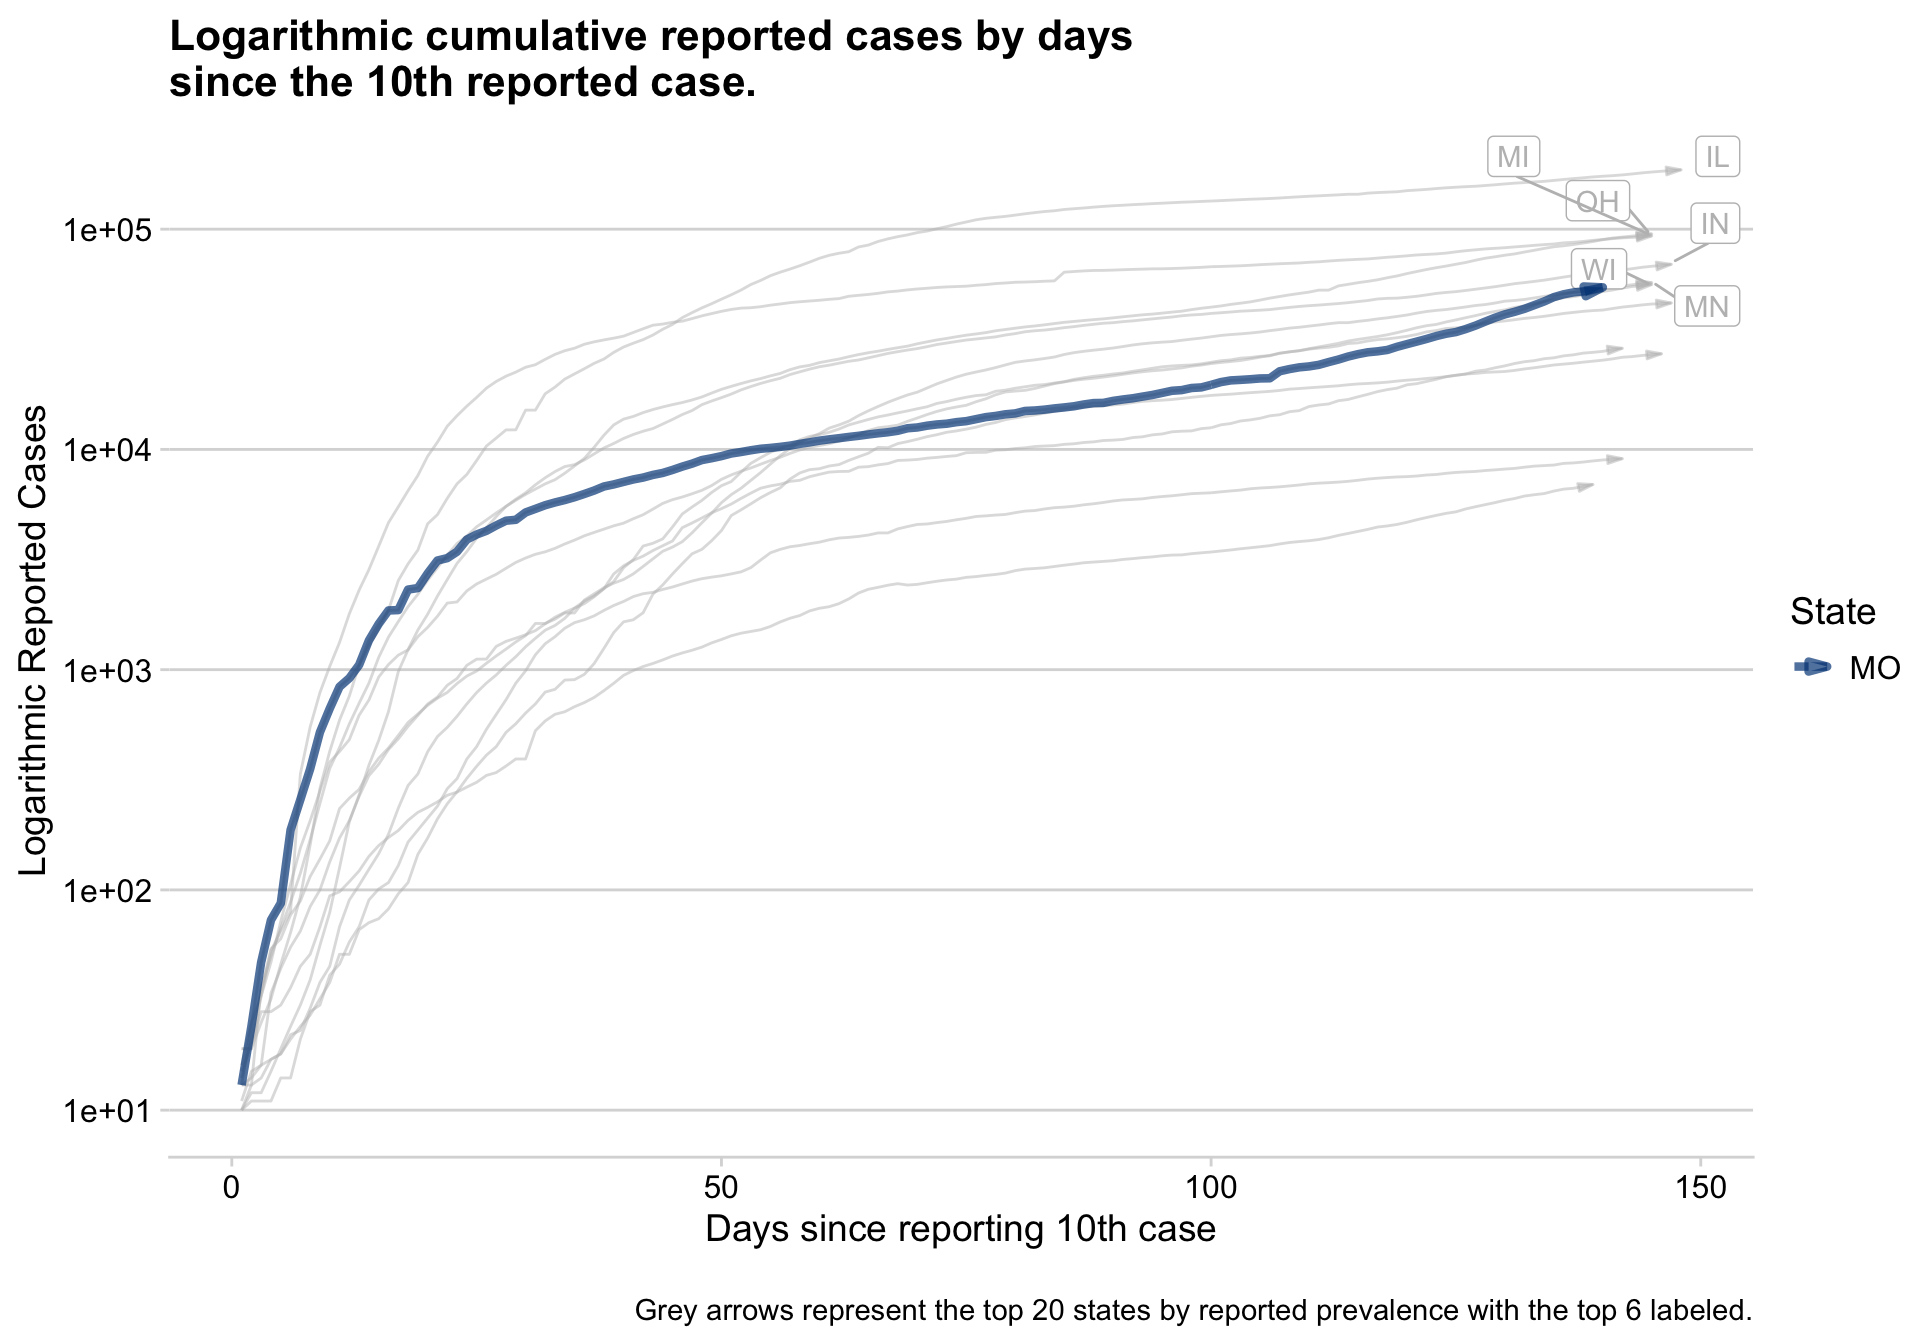 Logarithmic cumulative reported cases by days
since the 10th reported case.
MI
IL
OH
IN
WI
MN
1e+05
1e+04
1e+03
1e+02
1e+01
Logarithmic Reported Cases
0
50
100
150
Days since reporting 10th case
State
MO
Grey arrows represent the top 20 states by reported prevalence with the top 6 labeled.